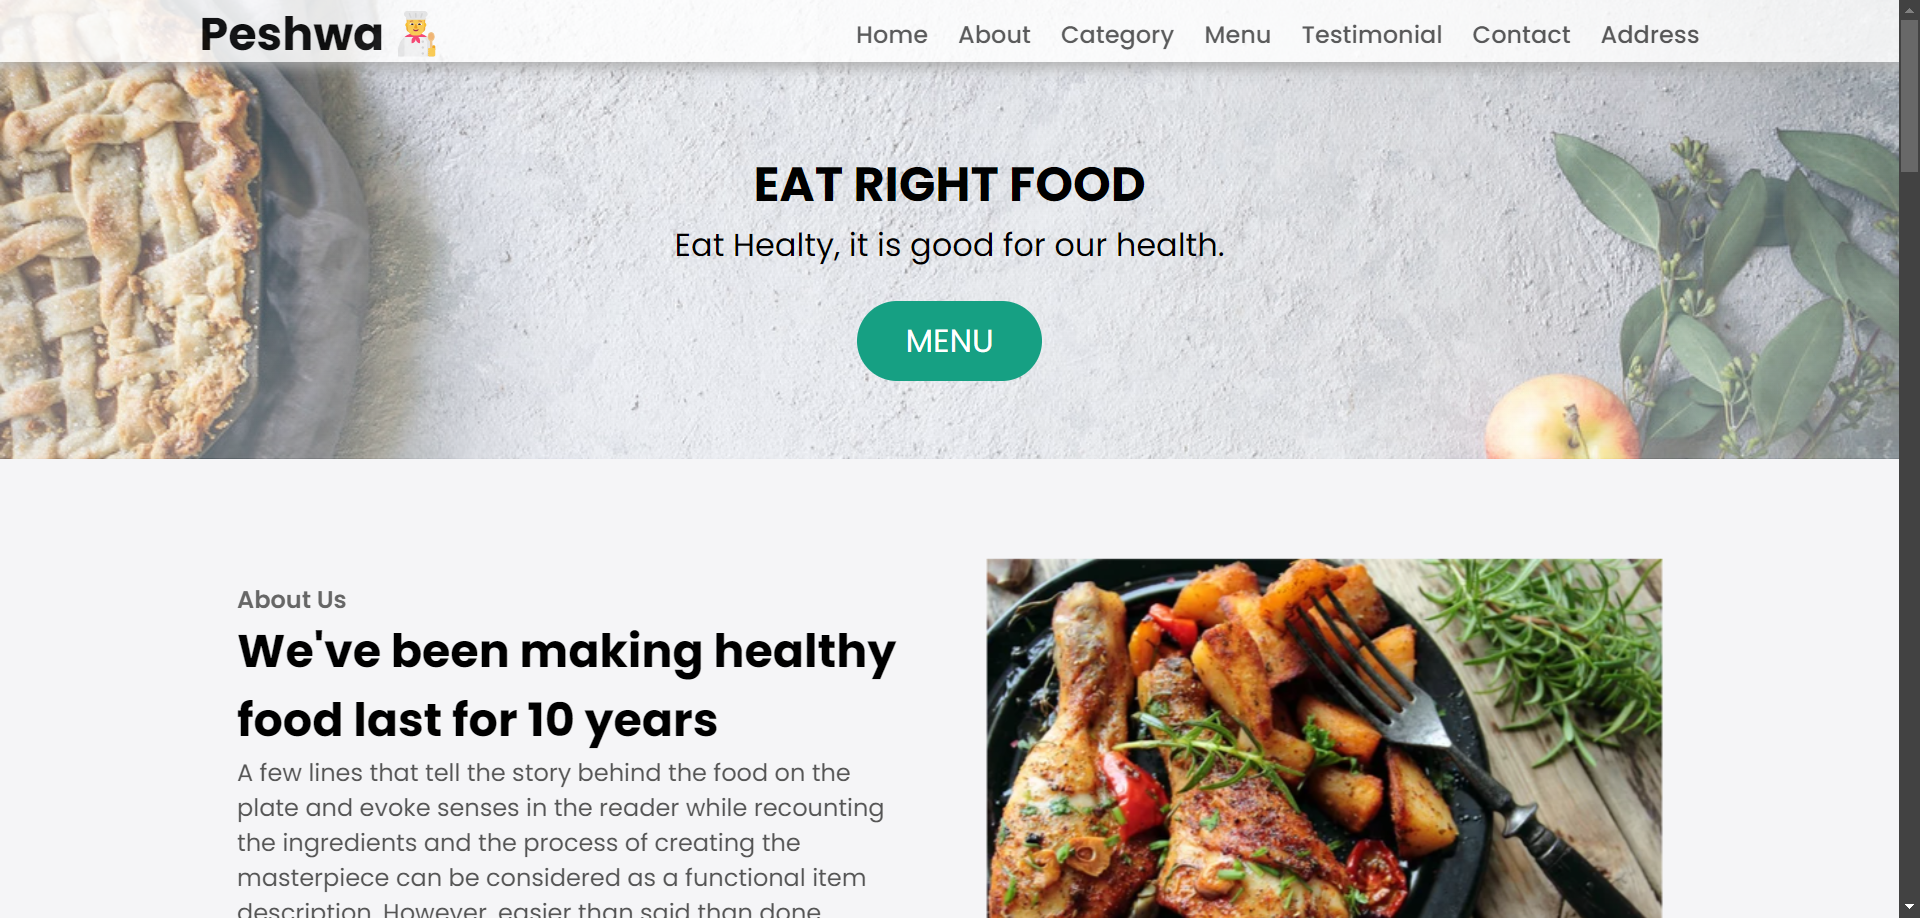 Peshwa
Home About Category Menu Testimonial Contact Address
EAT RIGHT FOOD
Eat Healty, it is good for our health.
MENU
About Us
We've been making healthy
food last for 10 years
A few lines that tell the story behind the food on the
plate and evoke senses in the reader while recounting
the ingredients and the process of creating the
masterpiece can be considered as a functional item
description. However, easier than said than done.